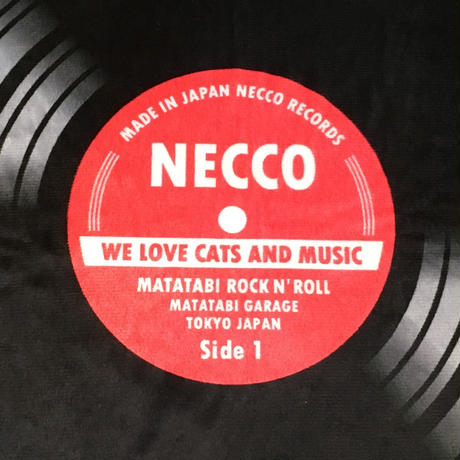 MADE IN JAPAN NECCO RECORDS
NECCO
WE LOVE CATS AND MUSIC
MATATABI ROCK N' ROLL
MATATABI GARAGE
TOKYO JAPAN
Side 1